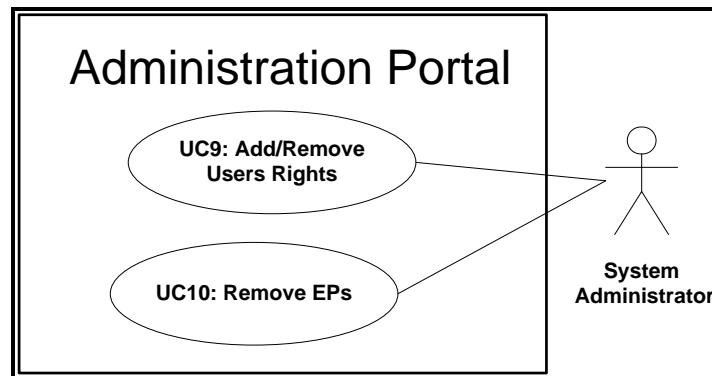 Administration Portal
UC9: Add/Remove
Users Rights
UC10: Remove EPs
System
Administrator